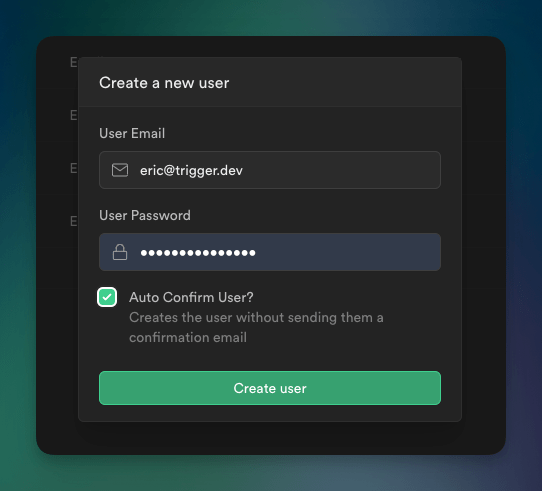 E
Create a new user
E
User Email
eric@trigger.dev
E
User Password
E
•••••••••••••••
Auto Confirm User?
Creates the user without sending them a
confirmation email
Create user